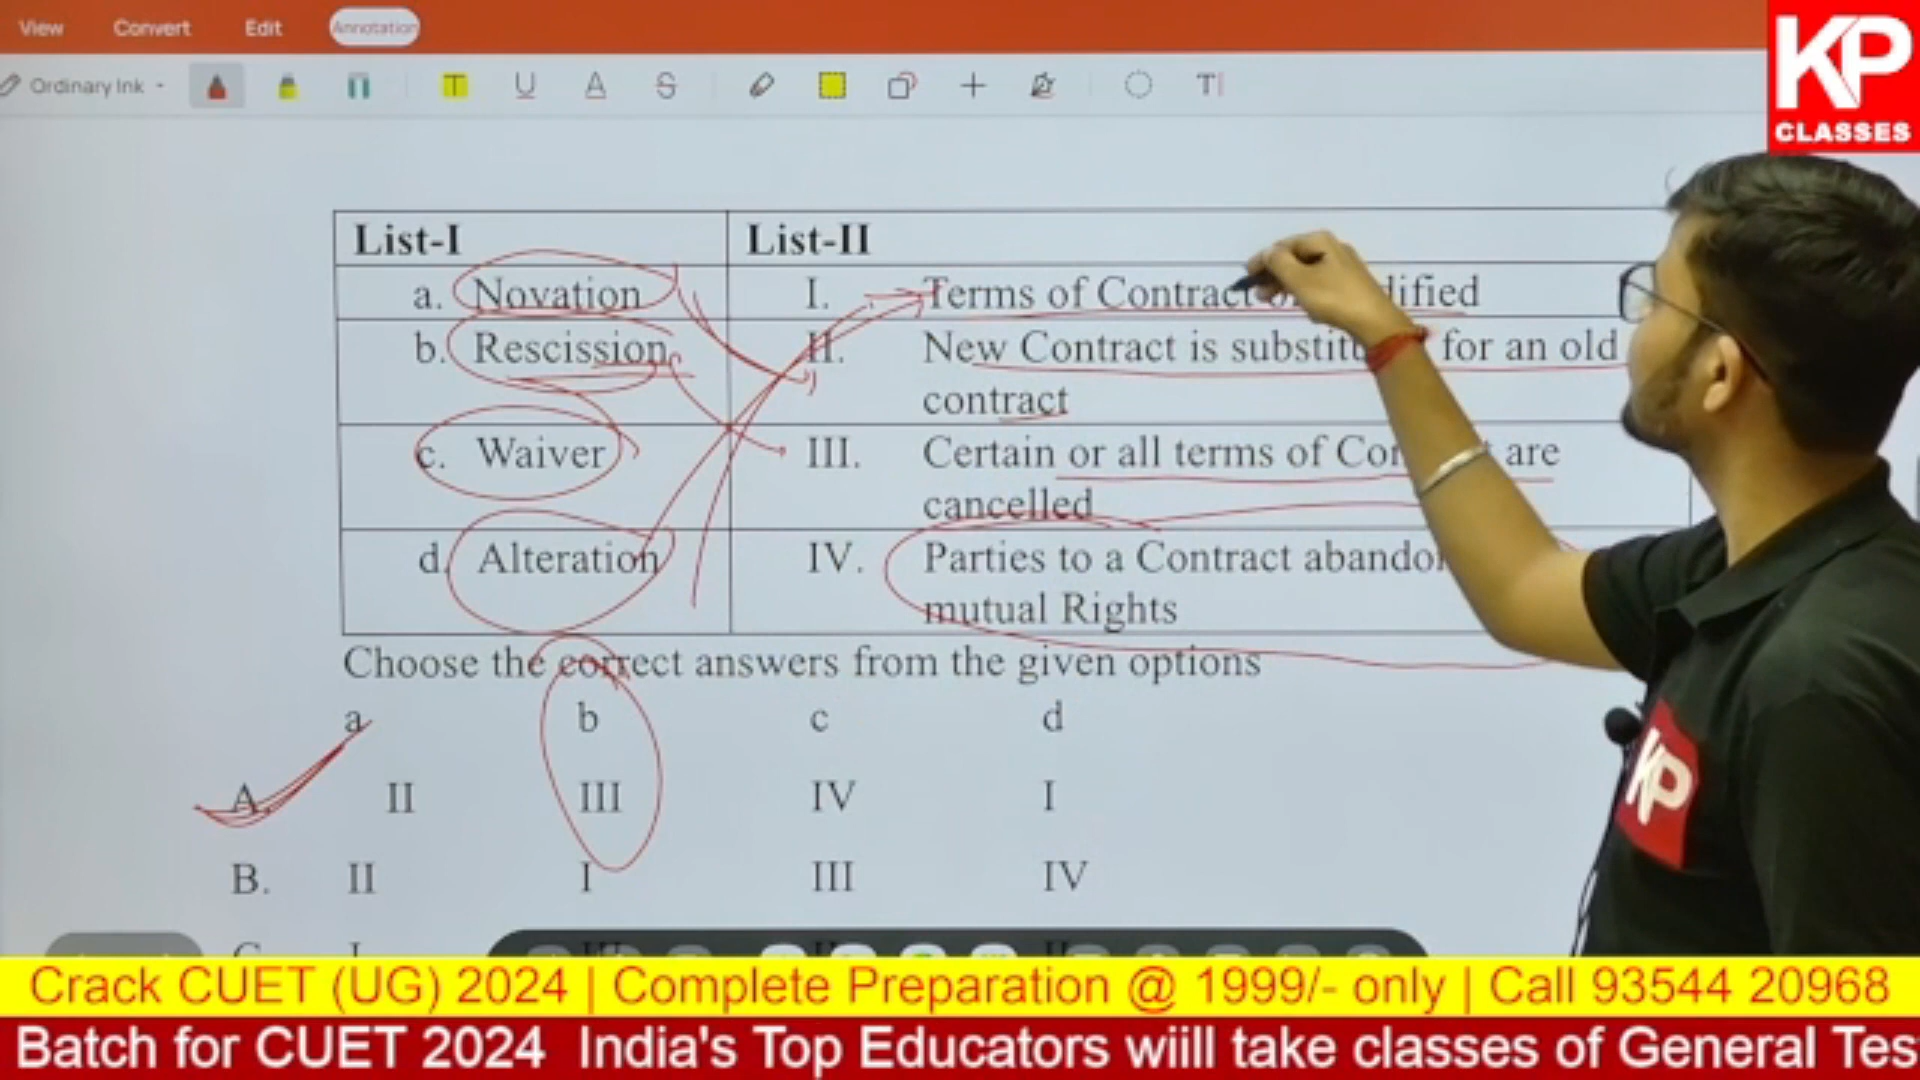 View Convert Edit Annotation
Ordinary Ink T U A S TI
KP
CLASSES
List-I List-II
a. Novation I. Terms of Contract
b. Rescission II. New Contract is for an old
contract
c. Waiver III. Certain or all terms of are
cancelled
d. Alteration IV. Parties to a Contract
mutual Rights
Choose the correct answers from the given options
a b c d
A. II III IV I
B. II I III IV
KP
Crack CUET (UG) 2024 | Complete Preparation @ 1999/- only | Call 93544 20968
Batch for CUET 2024 India's Top Educators wiill take classes of General Tes